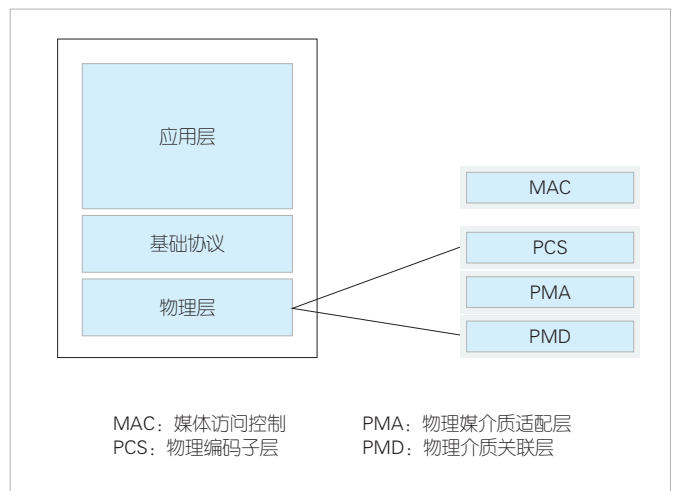 应用层
基础协议
物理层
MAC
PCS
PMA
PMD
MAC：媒体访问控制
PMA：物理媒介质适配层
PCS：物理编码子层
PMD：物理介质关联层